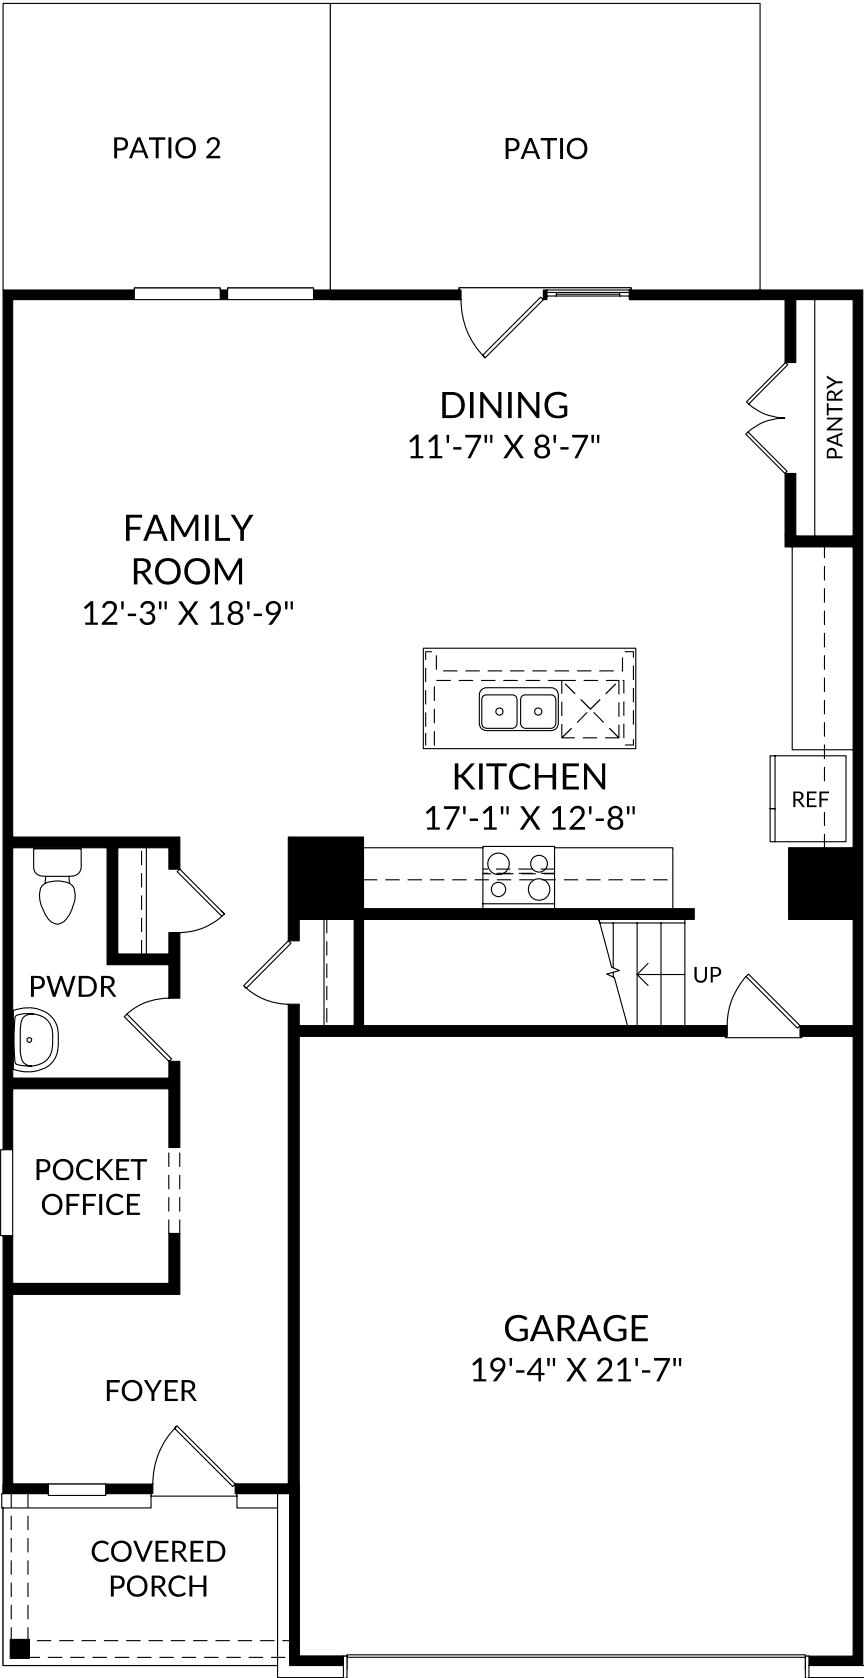 PATIO 2
PATIO
DINING
11'-7" X 8'-7"
PANTRY
FAMILY
ROOM
12'-3" X 18'-9"
KITCHEN
17'-1" X 12'-8"
REF
UP
PWDR
POCKET
OFFICE
GARAGE
19'-4" X 21'-7"
FOYER
COVERED
PORCH